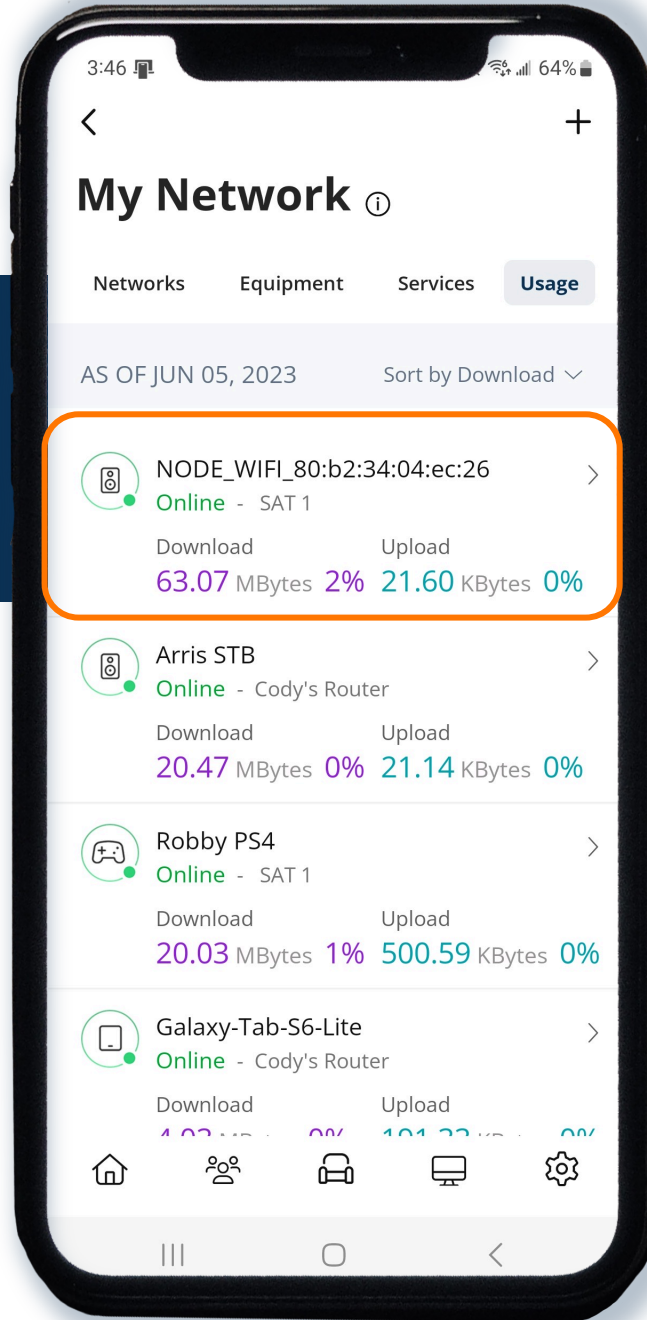 3:46 64%
My Network
Networks Equipment Services Usage
AS OF JUN 05, 2023 Sort by Download
NODE_WIFI_80:b2:34:04:ec:26
Online - SAT 1
Download Upload
63.07 MBytes 2% 21.60 KBytes 0%
Arris STB
Online - Cody's Router
Download Upload
20.47 MBytes 0% 21.14 KBytes 0%
Robby PS4
Online - SAT 1
Download Upload
20.03 MBytes 1% 500.59 KBytes 0%
Galaxy-Tab-S6-Lite
Online - Cody's Router
Download Upload